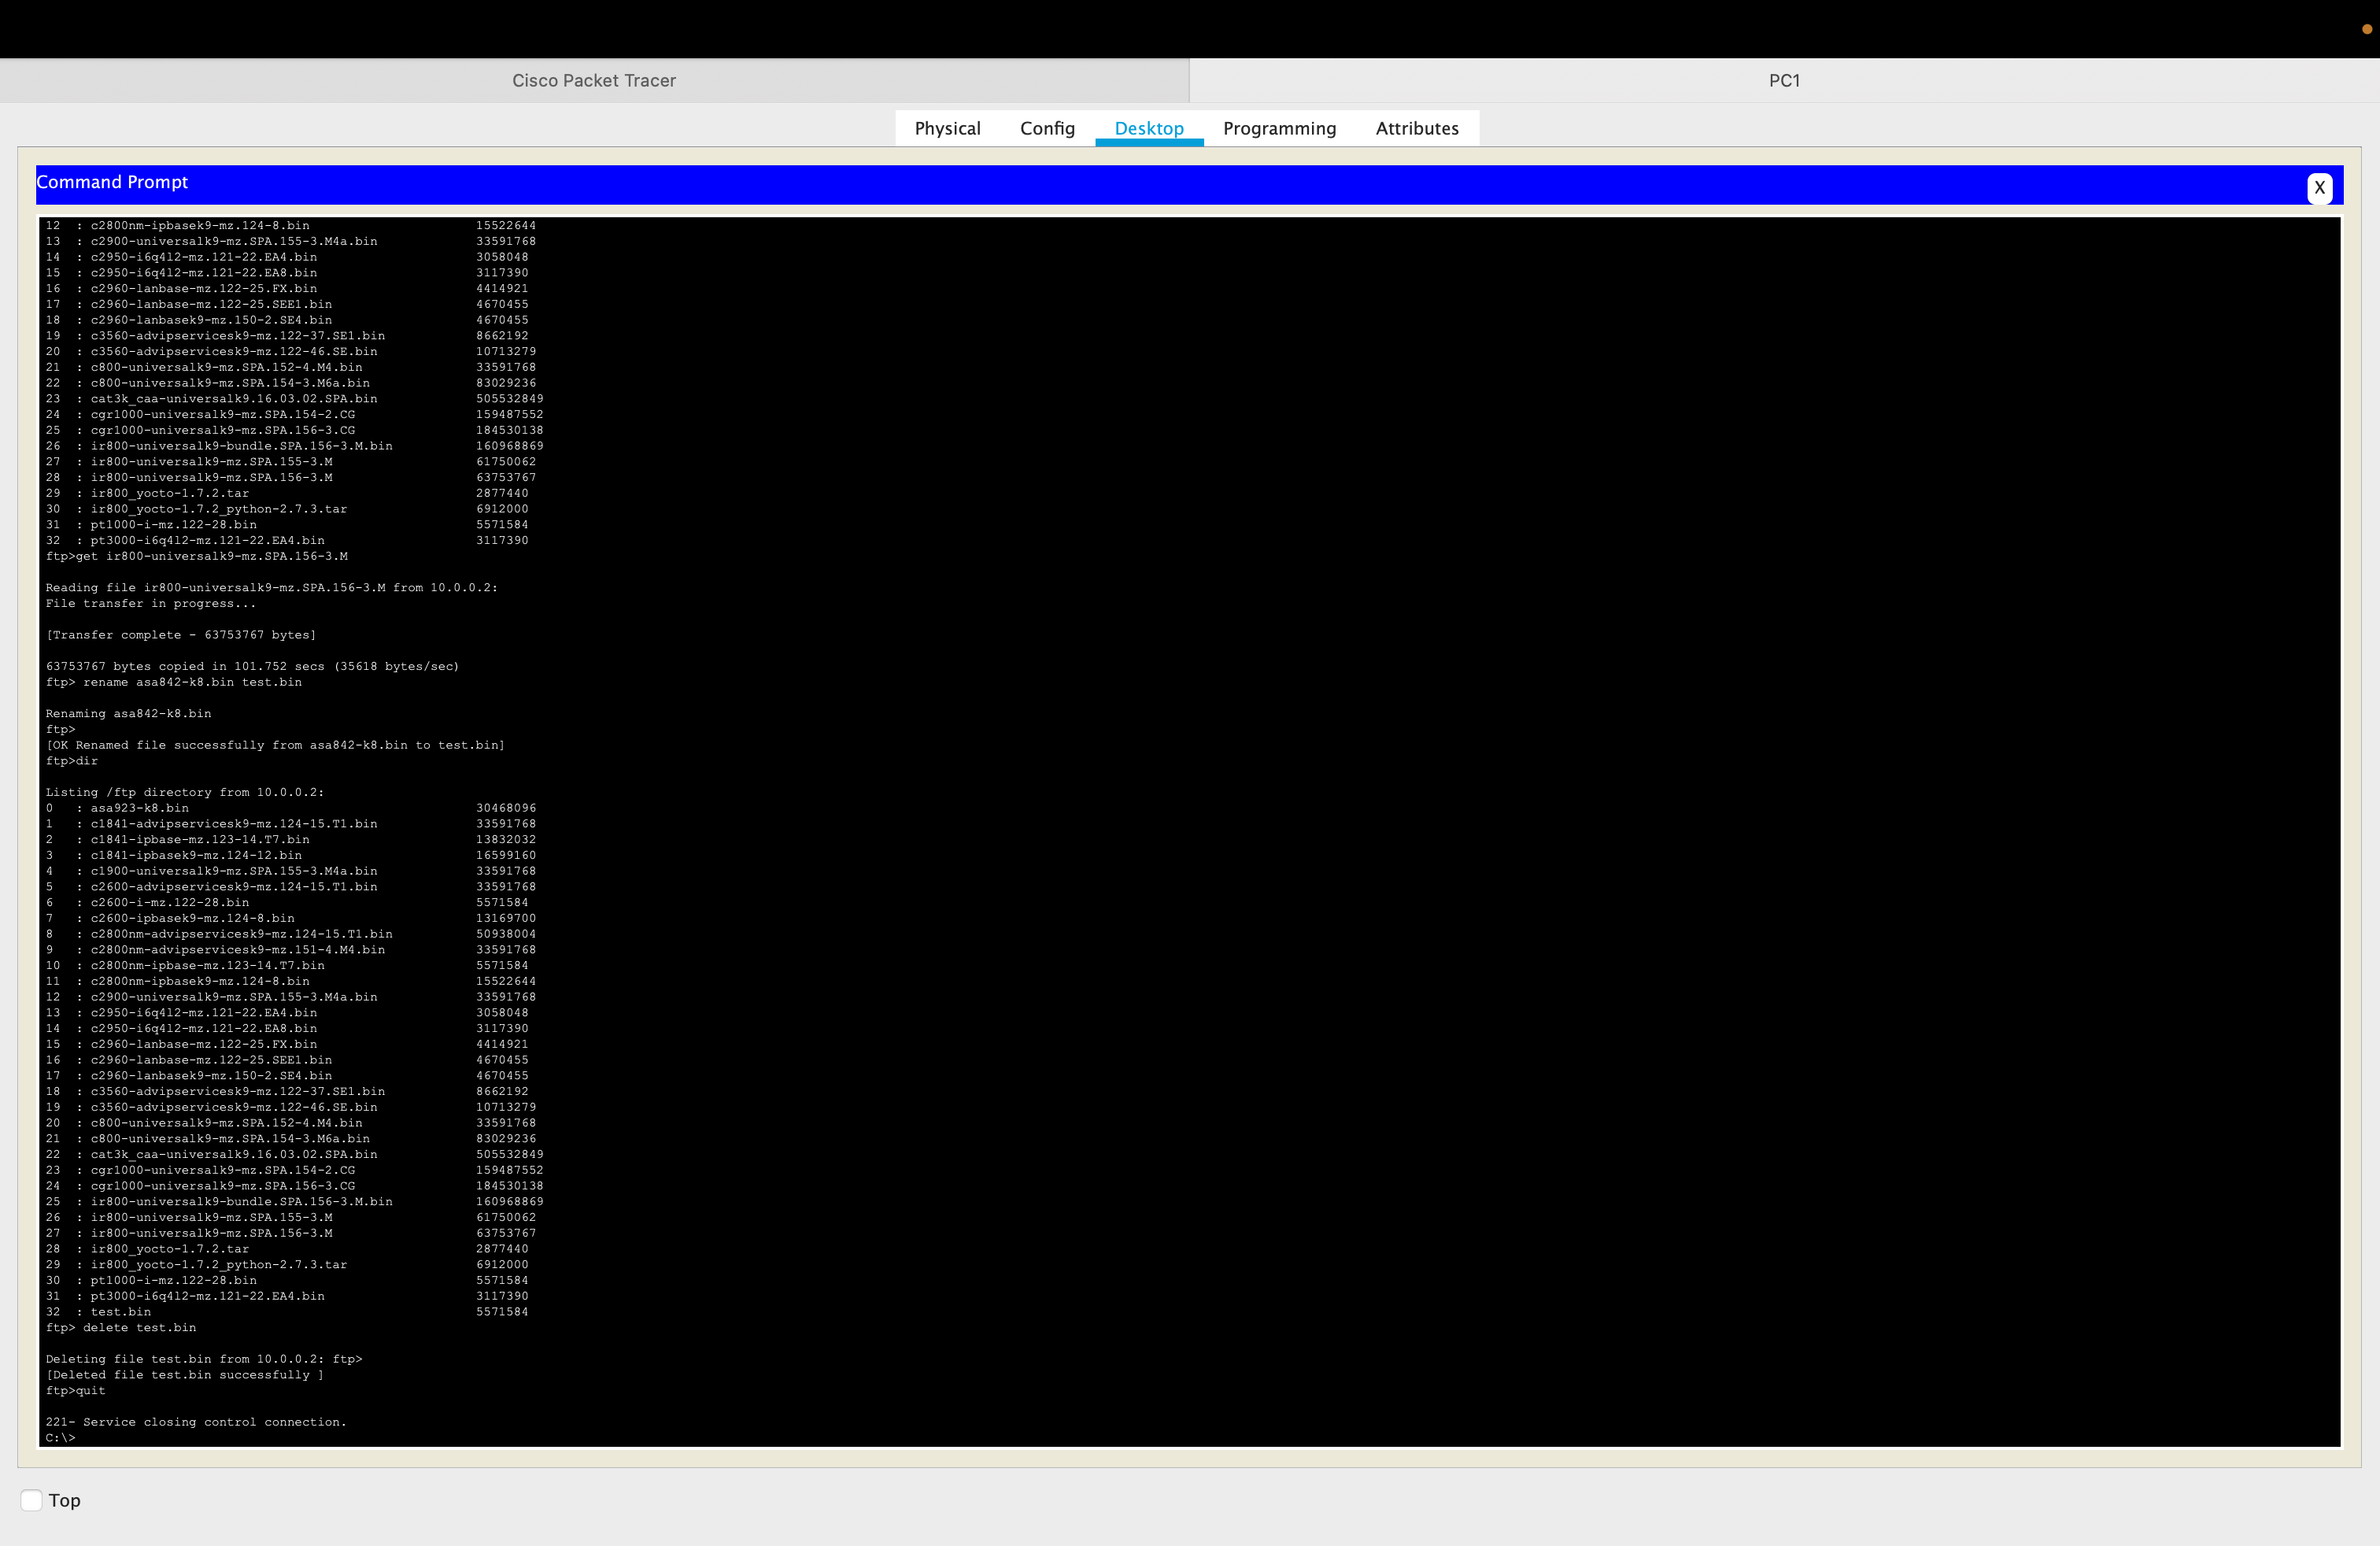 Cisco Packet Tracer
PC1
Physical Config Desktop Programming Attributes
Command Prompt
X
12 : c2800nm-ipbasek9-mz.124-8.bin 15522644
13 : c2900-universalk9-mz.SPA.155-3.M4a.bin 33591768
14 : c2950-i6q4l2-mz.121-22.EA4.bin 3058048
15 : c2950-i6q4l2-mz.121-22.EA8.bin 3117390
16 : c2960-lanbase-mz.122-25.FX.bin 4414921
17 : c2960-lanbase-mz.122-25.SEE1.bin 4670455
18 : c2960-lanbasek9-mz.150-2.SE4.bin 4670455
19 : c3560-advipservicesk9-mz.122-37.SE1.bin 8662192
20 : c3560-advipservicesk9-mz.122-46.SE.bin 10713279
21 : c800-universalk9-mz.SPA.152-4.M4.bin 33591768
22 : c800-universalk9-mz.SPA.154-3.M6a.bin 83029236
23 : cat3k_caa-universalk9.16.03.02.SPA.bin 505532849
24 : cgr1000-universalk9-mz.SPA.154-2.CG 159487552
25 : cgr1000-universalk9-mz.SPA.156-3.CG 184530138
26 : ir800-universalk9-bundle.SPA.156-3.M.bin 160968869
27 : ir800-universalk9-mz.SPA.155-3.M 61750062
28 : ir800-universalk9-mz.SPA.156-3.M 63753767
29 : ir800_yocto-1.7.2.tar 2877440
30 : ir800_yocto-1.7.2_python-2.7.3.tar 6912000
31 : pt1000-i-mz.122-28.bin 5571584
32 : pt3000-i6q4l2-mz.121-22.EA4.bin 3117390
ftp>get ir800-universalk9-mz.SPA.156-3.M
Reading file ir800-universalk9-mz.SPA.156-3.M from 10.0.0.2:
File transfer in progress...
[Transfer complete - 63753767 bytes]
63753767 bytes copied in 101.752 secs (35618 bytes/sec)
ftp> rename asa842-k8.bin test.bin
Renaming asa842-k8.bin
ftp>
[OK Renamed file successfully from asa842-k8.bin to test.bin]
ftp>dir
Listing /ftp directory from 10.0.0.2:
0 : asa923-k8.bin 30468096
1 : c1841-advipservicesk9-mz.124-15.T1.bin 33591768
2 : c1841-ipbase-mz.123-14.T7.bin 13832032
3 : c1841-ipbasek9-mz.124-12.bin 16599160
4 : c1900-universalk9-mz.SPA.155-3.M4a.bin 33591768
5 : c2600-advipservicesk9-mz.124-15.T1.bin 33591768
6 : c2600-i-mz.122-28.bin 5571584
7 : c2600-ipbasek9-mz.124-8.bin 13169700
8 : c2800nm-advipservicesk9-mz.124-15.T1.bin 50938004
9 : c2800nm-advipservicesk9-mz.151-4.M4.bin 33591768
10 : c2800nm-ipbase-mz.123-14.T7.bin 5571584
11 : c2800nm-ipbasek9-mz.124-8.bin 15522644
12 : c2900-universalk9-mz.SPA.155-3.M4a.bin 33591768
13 : c2950-i6q4l2-mz.121-22.EA4.bin 3058048
14 : c2950-i6q4l2-mz.121-22.EA8.bin 3117390
15 : c2960-lanbase-mz.122-25.FX.bin 4414921
16 : c2960-lanbase-mz.122-25.SEE1.bin 4670455
17 : c2960-lanbasek9-mz.150-2.SE4.bin 4670455
18 : c3560-advipservicesk9-mz.122-37.SE1.bin 8662192
19 : c3560-advipservicesk9-mz.122-46.SE.bin 10713279
20 : c800-universalk9-mz.SPA.152-4.M4.bin 33591768
21 : c800-universalk9-mz.SPA.154-3.M6a.bin 83029236
22 : cat3k_caa-universalk9.16.03.02.SPA.bin 505532849
23 : cgr1000-universalk9-mz.SPA.154-2.CG 159487552
24 : cgr1000-universalk9-mz.SPA.156-3.CG 184530138
25 : ir800-universalk9-bundle.SPA.156-3.M.bin 160968869
26 : ir800-universalk9-mz.SPA.155-3.M 61750062
27 : ir800-universalk9-mz.SPA.156-3.M 63753767
28 : ir800_yocto-1.7.2.tar 2877440
29 : ir800_yocto-1.7.2_python-2.7.3.tar 6912000
30 : pt1000-i-mz.122-28.bin 5571584
31 : pt3000-i6q4l2-mz.121-22.EA4.bin 3117390
32 : test.bin 5571584
ftp> delete test.bin
Deleting file test.bin from 10.0.0.2: ftp>
[Deleted file test.bin successfully ]
ftp>quit
221- Service closing control connection.
C:\>
Top